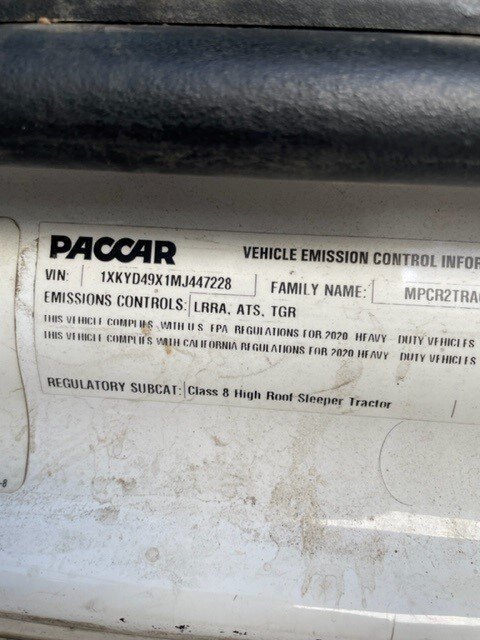 PACCAR VEHICLE EMISSION CONTROL INFOR
VIN: 1XKYD49X1MJ447228 FAMILY NAME: MPCR2TRA
EMISSIONS CONTROLS: LRRA, ATS, TGR
THIS VEHICLE COMPLIES WITH U.S. EPA REGULATIONS FOR 2020 HEAVY - DUTY VEHICLES
THIS VEHICLE COMPLIES WITH CALIFORNIA REGULATIONS FOR 2020 HEAVY - DUTY VEHICLES
REGULATORY SUBCAT: Class 8 High Roof Sleeper Tractor
-8